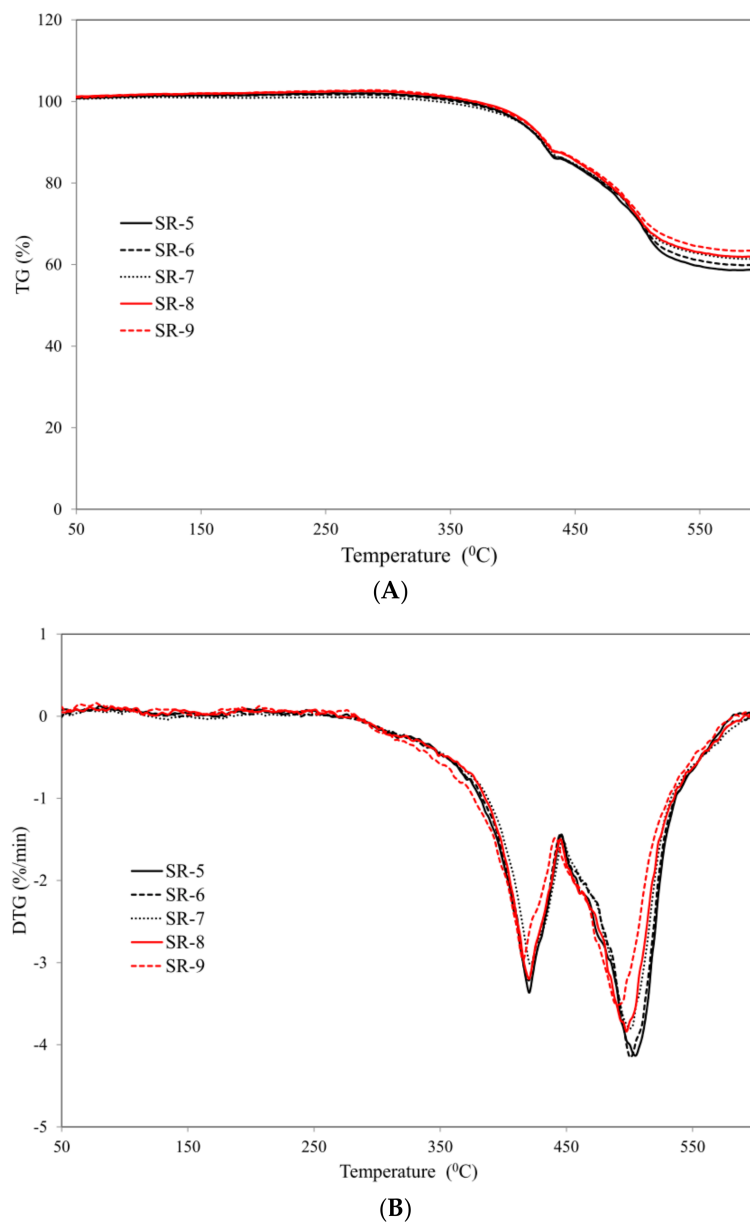 120
100
80
60
40
20
0
TG (%)
SR-5
SR-6
SR-7
SR-8
SR-9
50 150 250 350 450 550
Temperature (⁰C)
(A)
1
0
-1
-2
-3
-4
-5
DTG (%/min)
SR-5
SR-6
SR-7
SR-8
SR-9
50 150 250 350 450 550
Temperature (⁰C)
(B)